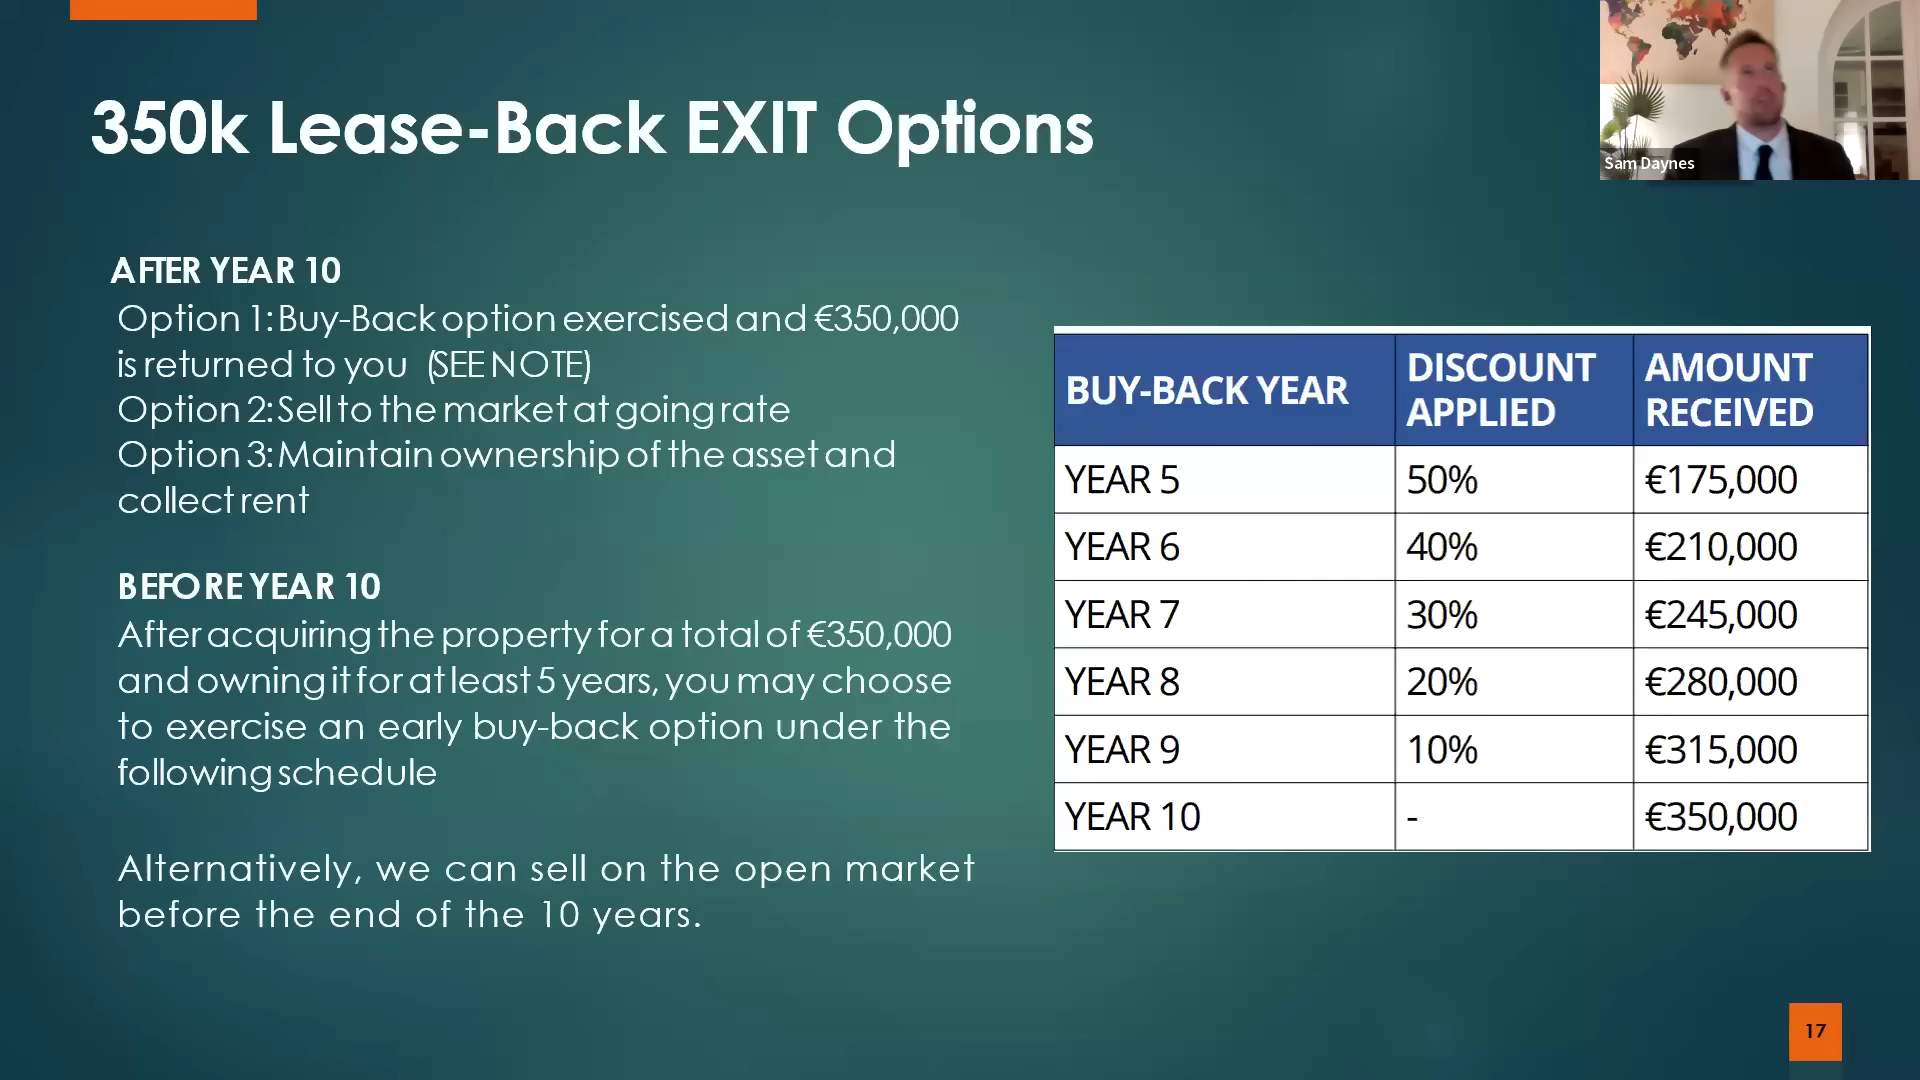 350k Lease-Back EXIT Options
Sam Daynes
AFTER YEAR 10
Option 1: Buy-Back option exercised and €350,000
is returned to you (SEE NOTE)
Option 2: Sell to the market at going rate
Option 3: Maintain ownership of the asset and
collect rent
BEFORE YEAR 10
After acquiring the property for a total of €350,000
and owning it for at least 5 years, you may choose
to exercise an early buy-back option under the
following schedule
Alternatively, we can sell on the open market
before the end of the 10 years.
BUY-BACK YEAR DISCOUNT APPLIED AMOUNT RECEIVED
YEAR 5 50% €175,000
YEAR 6 40% €210,000
YEAR 7 30% €245,000
YEAR 8 20% €280,000
YEAR 9 10% €315,000
YEAR 10 - €350,000
17